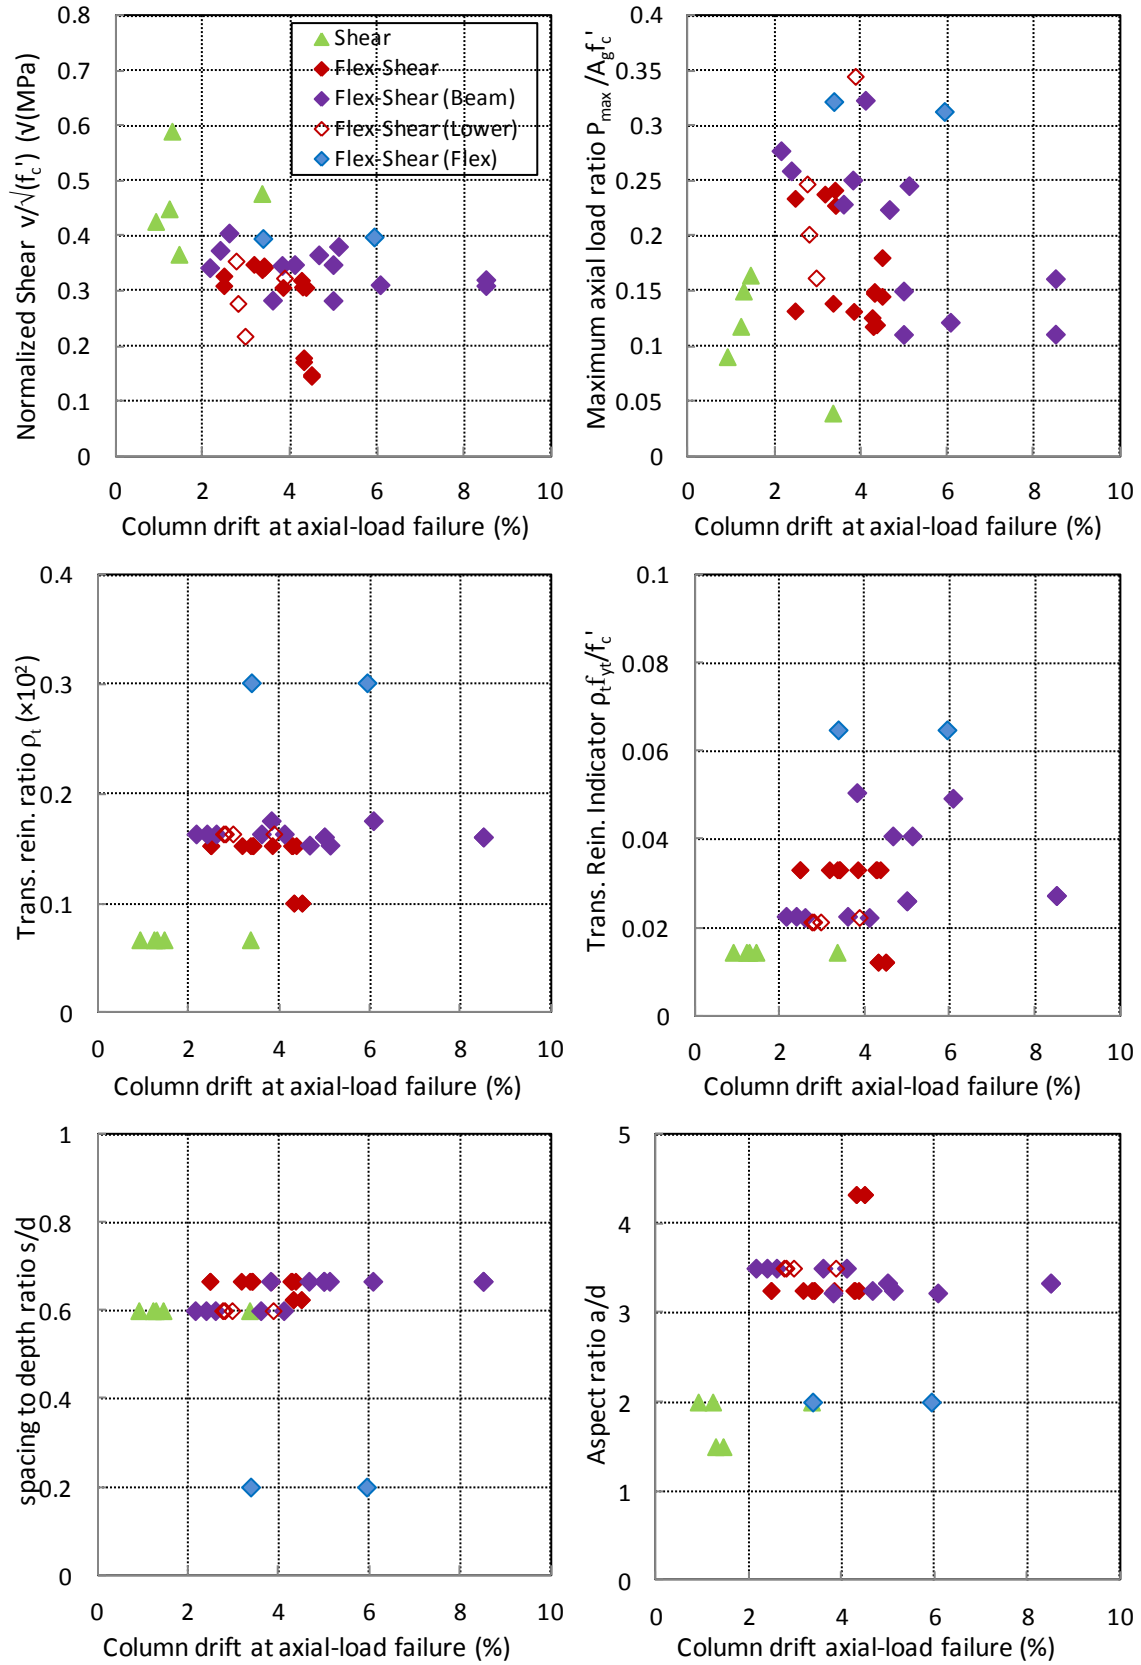 Normalized Shear v/√(f꜀') (√(MPa)
0.8
0.7
0.6
0.5
0.4
0.3
0.2
0.1
0
0 2 4 6 8 10
Column drift at axial-load failure (%)
Shear
Flex-Shear
Flex-Shear (Beam)
Flex-Shear (Lower)
Flex-Shear (Flex)
Maximum axial load ratio Pmax /Agfc'
0.4
0.35
0.3
0.25
0.2
0.15
0.1
0.05
0
0 2 4 6 8 10
Column drift at axial-load failure (%)
Trans. rein. ratio ρt (×10²)
0.4
0.3
0.2
0.1
0
0 2 4 6 8 10
Column drift at axial-load failure (%)
Trans. Rein. Indicator ρtfyt/fc'
0.1
0.08
0.06
0.04
0.02
0
0 2 4 6 8 10
Column drift axial-load failure (%)
spacing to depth ratio s/d
1
0.8
0.6
0.4
0.2
0
0 2 4 6 8 10
Column drift at axial-load failure (%)
Aspect ratio a/d
5
4
3
2
1
0
0 2 4 6 8 10
Column drift axial-load failure (%)